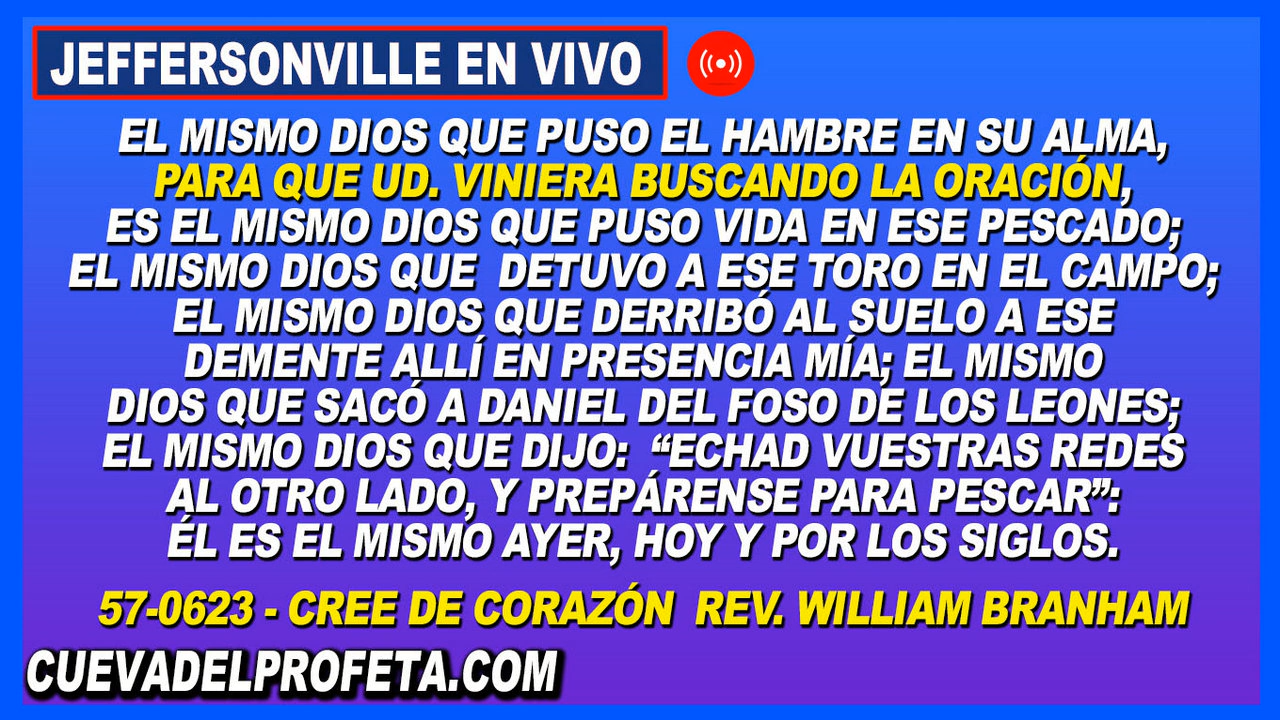 JEFFERSONVILLE EN VIVO
EL MISMO DIOS QUE PUSO EL HAMBRE EN SU ALMA,
PARA QUE UD. VINIERA BUSCANDO LA ORACIÓN,
ES EL MISMO DIOS QUE PUSO VIDA EN ESE PESCADO;
EL MISMO DIOS QUE DETUVO A ESE TORO EN EL CAMPO;
EL MISMO DIOS QUE DERRIBÓ AL SUELO A ESE
DEMENTE ALLÍ EN PRESENCIA MÍA; EL MISMO
DIOS QUE SACÓ A DANIEL DEL FOSO DE LOS LEONES;
EL MISMO DIOS QUE DIJO: “ECHAD VUESTRAS REDES
AL OTRO LADO, Y PREPÁRENSE PARA PESCAR”:
ÉL ES EL MISMO AYER, HOY Y POR LOS SIGLOS.
57-0623 - CREE DE CORAZÓN REV. WILLIAM BRANHAM
CUEVADELPROFETA.COM